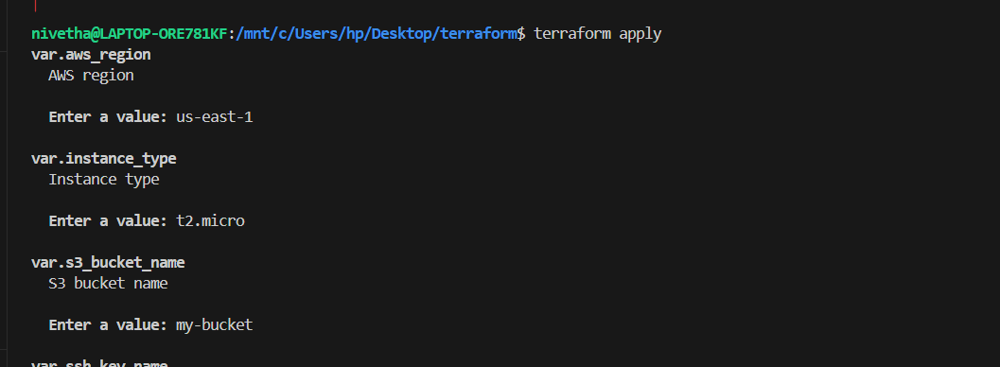 nivetha@LAPTOP-ORE781KF:/mnt/c/Users/hp/Desktop/terraform$ terraform apply
var.aws_region
AWS region
Enter a value: us-east-1
var.instance_type
Instance type
Enter a value: t2.micro
var.s3_bucket_name
S3 bucket name
Enter a value: my-bucket
var.ssh_key_name